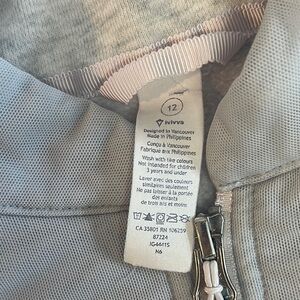 12
ivivva
Designed in Vancouver
Made in Philippines
Conçu à Vancouver
Fabriqué aux Philippines
Wash with like colours
Not intended for children
3 years and under
Laver avec des couleurs
similaires seulement
Ne pas laisser à la portée
des enfants
de trois ans et moins
CA 35801 RN 106259
87224